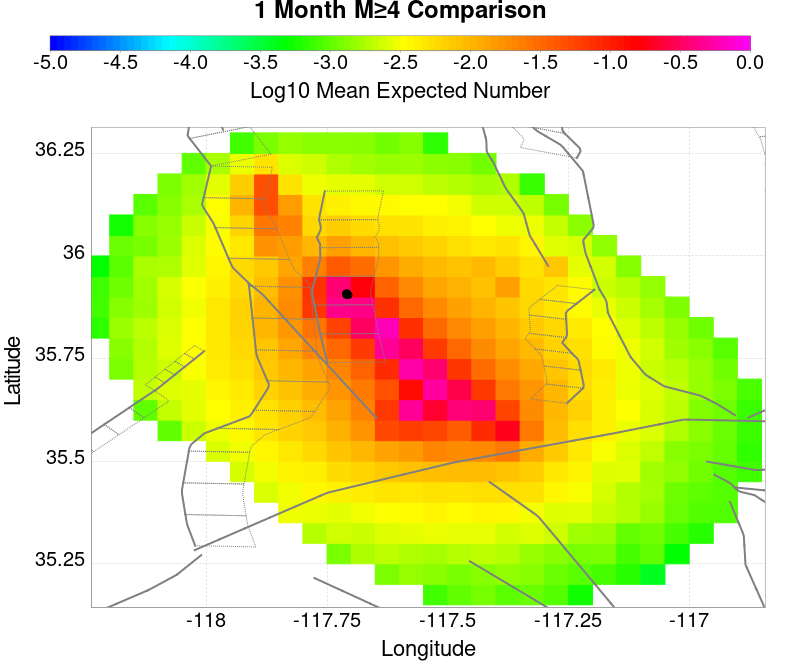 1 Month M≥4 Comparison
-5.0 -4.5 -4.0 -3.5 -3.0 -2.5 -2.0 -1.5 -1.0 -0.5 0.0
Log10 Mean Expected Number
36.25
36
35.75
35.5
35.25
Latitude
-118 -117.75 -117.5 -117.25 -117
Longitude